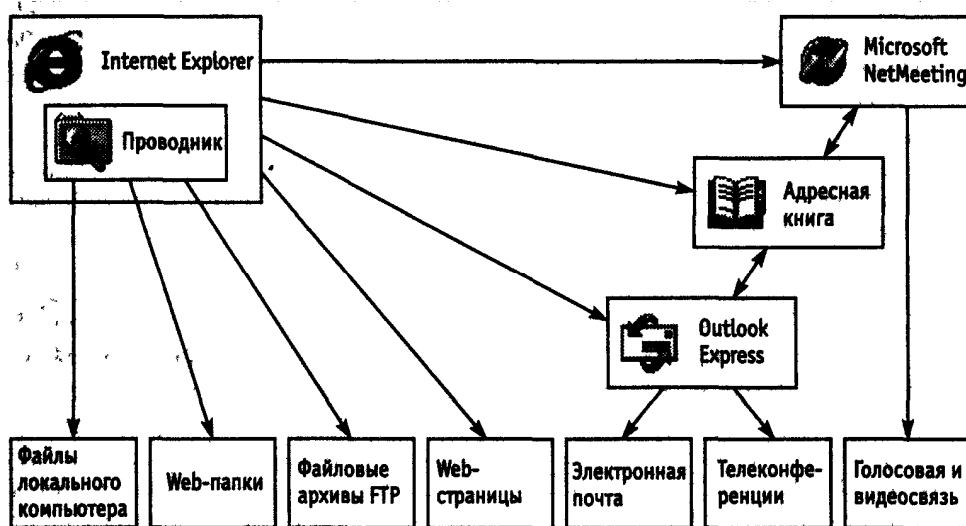 Internet Explorer
Проводник
Microsoft
NetMeeting
Адресная
книга
Outlook
Express
Файлы
локального
компьютера
Web-папки
Файловые
архивы FTP
Web-
страницы
Электронная
почта
Телеконфе-
ренции
Голосовая и
видеосвязь